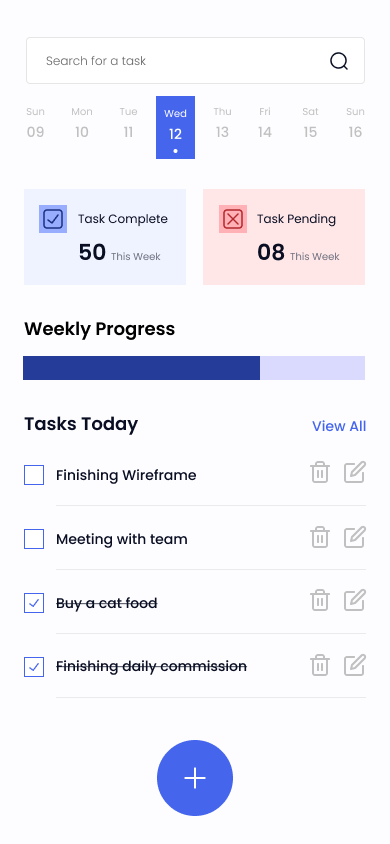 Search for a task
Sun Mon Tue Wed Thu Fri Sat Sun
09 10 11 12 13 14 15 16
Task Complete
50 This Week
Task Pending
08 This Week
Weekly Progress
Tasks Today View All
Finishing Wireframe
Meeting with team
Buy a cat food
Finishing daily commission